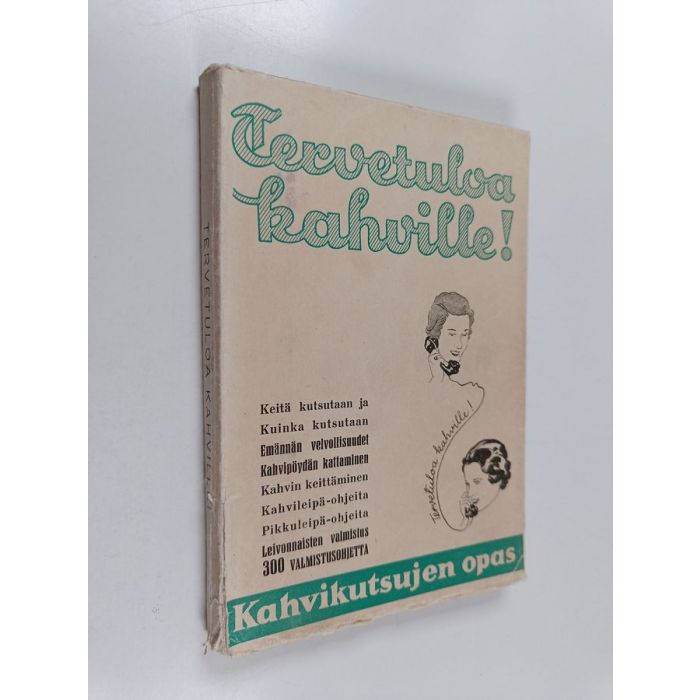 Tervetuloa
kahville!
Keitä kutsutaan ja
Kuinka kutsutaan
Emännän velvollisuudet
Kahvipöydän kattaminen
Kahvin keittäminen
Kahvileipä-ohjeita
Pikkuleipä-ohjeita
Leivonnaisten valmistus
300 VALMISTUSOHJETTA
Tervetuloa kahville!
Kahvikutsujen opas
TERVETULOA KAHVILLE!